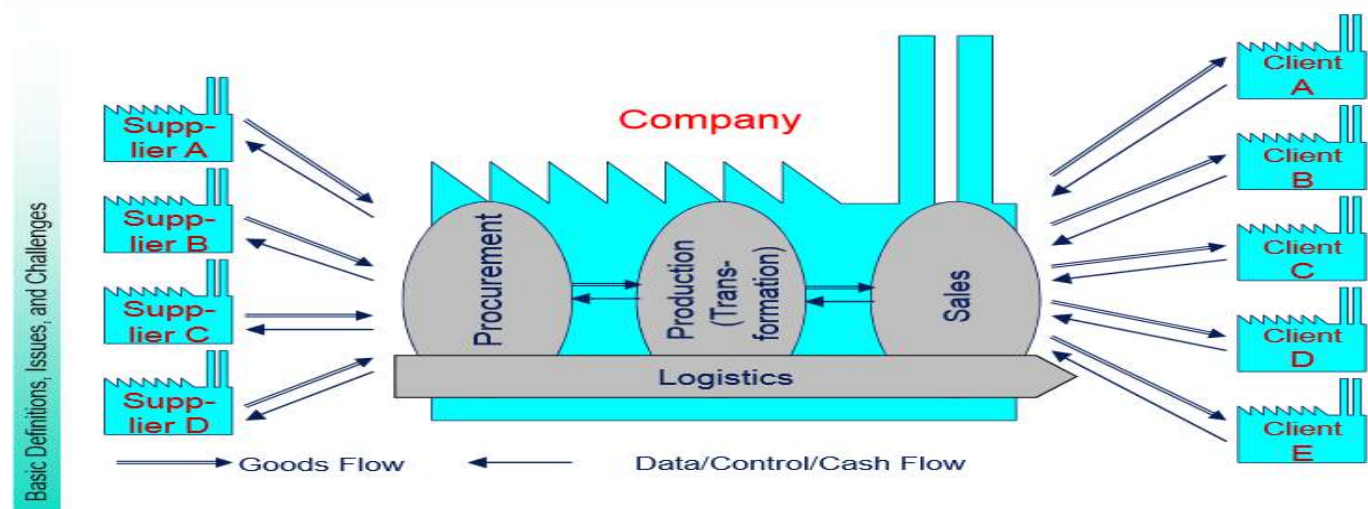 Basic Definitions, Issues, and Challenges
Supp-
lier A
Supp-
lier B
Supp-
lier C
Supp-
lier D
Company
Procurement
Production
(Trans-
formation)
Sales
Logistics
Client
A
Client
B
Client
C
Client
D
Client
E
Goods Flow
Data/Control/Cash Flow